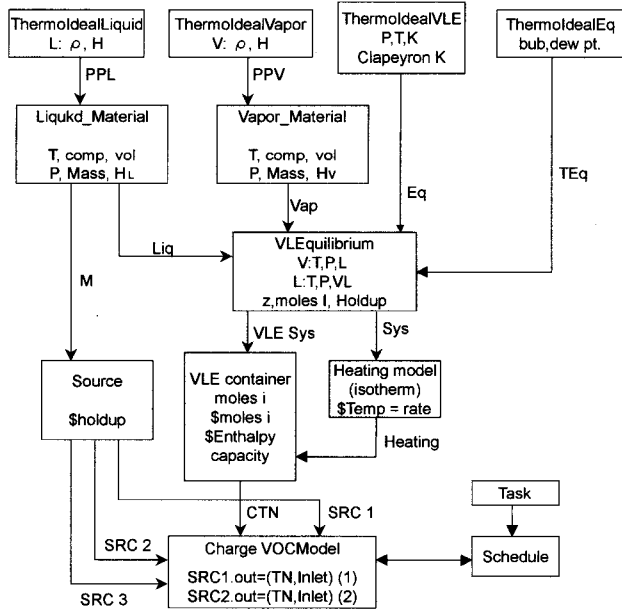 ThermoIdealLiquid
L: ρ, H
ThermoIdealVapor
V: ρ, H
ThermoIdealVLE
P,T,K
Clapeyron K
ThermoIdealEq
bub,dew pt.
PPL
PPV
Liqukd_Material
T, comp, vol
P, Mass, HL
Vapor_Material
T, comp, vol
P, Mass, Hv
Eq
TEq
Vap
Liq
M
VLEquilibrium
V:T,P,L
L:T,P,VL
z,moles I, Holdup
VLE Sys
Sys
Source
$holdup
VLE container
moles i
$moles i
$Enthalpy
capacity
Heating model
(isotherm)
$Temp = rate
Heating
CTN
SRC 1
SRC 2
SRC 3
Charge VOCModel
SRC1.out=(TN,Inlet) (1)
SRC2.out=(TN,Inlet) (2)
Task
Schedule